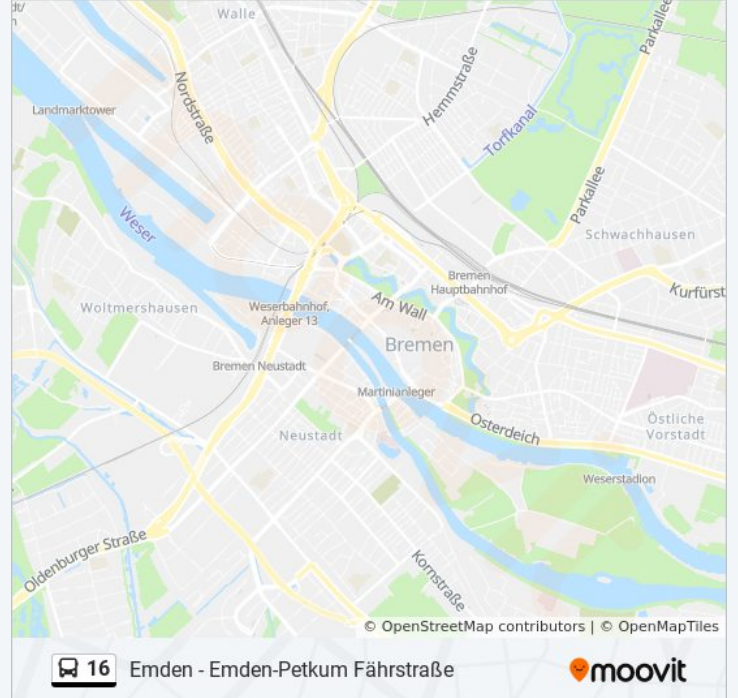 dt/
n
Walle
Parkallee
Hemmstraße
Nordstraße
Landmarktower
Torfkanal
Parkallee
Weser
Schwachhausen
Bremen
Hauptbahnhof
Kurfürst
Woltmershausen
Weserbahnhof,
Anleger 13
Am Wall
Bremen
Bremen Neustadt
Martinianleger
Osterdeich
Östliche
Vorstadt
Neustadt
Weserstadion
Oldenburger Straße
Kornstraße
© OpenStreetMap contributors | © OpenMapTiles
16 Emden - Emden-Petkum Fährstraße
moovit